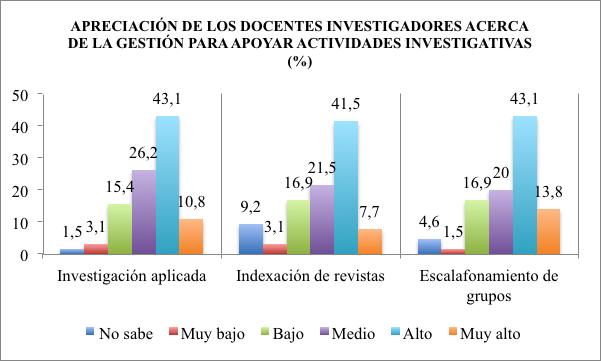 APRECIACIÓN DE LOS DOCENTES INVESTIGADORES ACERCA
DE LA GESTIÓN PARA APOYAR ACTIVIDADES INVESTIGATIVAS
(%)
50
40
30
20
10
0
1,5
3,1
15,4
26,2
43,1
10,8
9,2
3,1
16,9
21,5
41,5
7,7
4,6
1,5
16,9
20
43,1
13,8
Investigación aplicada
Indexación de revistas
Escalafonamiento de
grupos
No sabe
Muy bajo
Bajo
Medio
Alto
Muy alto